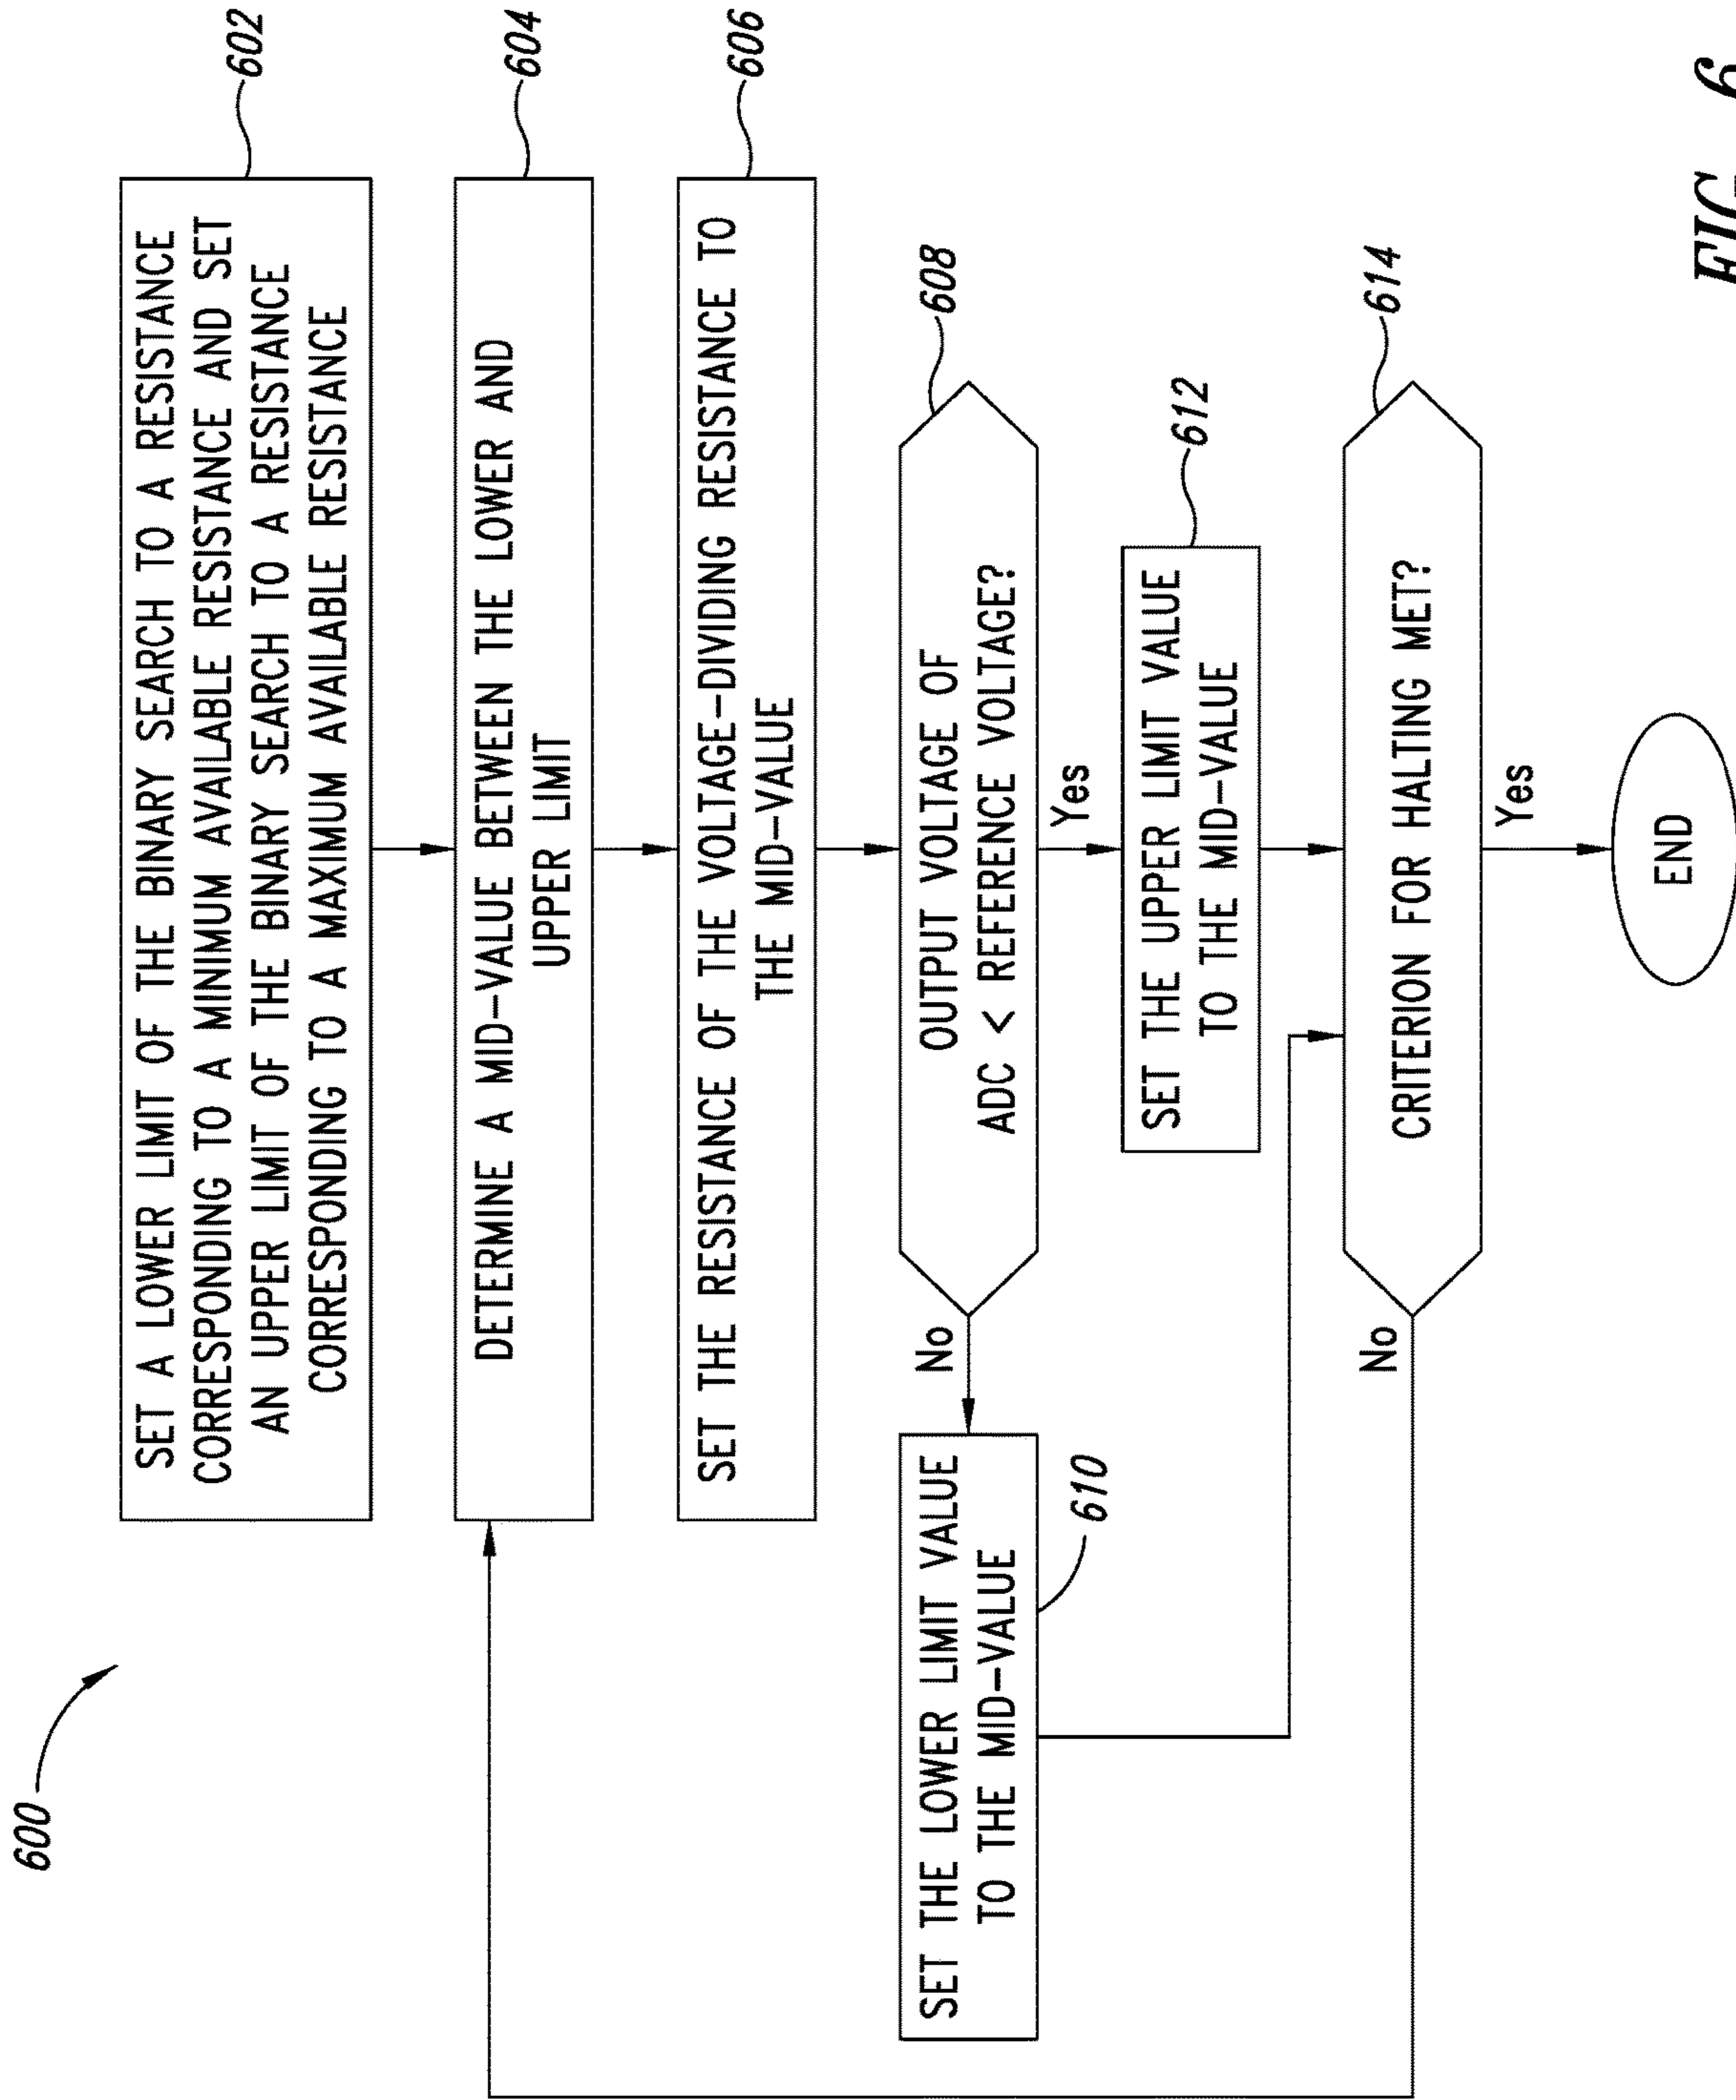 600
SET A LOWER LIMIT OF THE BINARY SEARCH TO A RESISTANCE
CORRESPONDING TO A MINIMUM AVAILABLE RESISTANCE AND SET
AN UPPER LIMIT OF THE BINARY SEARCH TO A RESISTANCE
CORRESPONDING TO A MAXIMUM AVAILABLE RESISTANCE
602
DETERMINE A MID-VALUE BETWEEN THE LOWER AND
UPPER LIMIT
604
SET THE RESISTANCE OF THE VOLTAGE-DIVIDING RESISTANCE TO
THE MID-VALUE
606
OUTPUT VOLTAGE OF
ADC < REFERENCE VOLTAGE?
608
No
Yes
SET THE LOWER LIMIT VALUE
TO THE MID-VALUE
610
SET THE UPPER LIMIT VALUE
TO THE MID-VALUE
612
CRITERION FOR HALTING MET?
614
No
Yes
END
FIG. 6